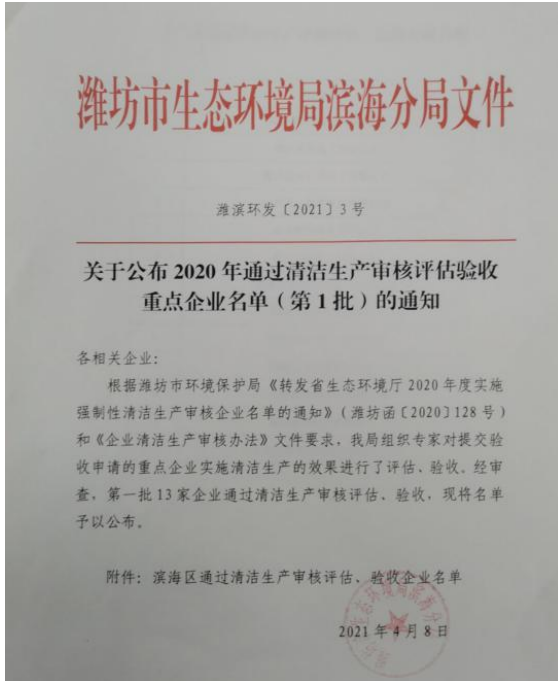 潍坊市生态环境局滨海分局文件
潍滨环发〔2021〕3号
关于公布2020年通过清洁生产审核评估验收
重点企业名单（第1批）的通知
各相关企业：
根据潍坊市环境保护局《转发省生态环境厅2020年度实施
强制性清洁生产审核企业名单的通知》（潍坊函〔2020〕128号）
和《企业清洁生产审核办法》文件要求，我局组织专家对提交验
收申请的重点企业实施清洁生产的效果进行了评估、验收。经审
查，第一批13家企业通过清洁生产审核评估、验收，现将名单
予以公布。
附件：滨海区通过清洁生产审核评估、验收企业名单
2021年4月8日